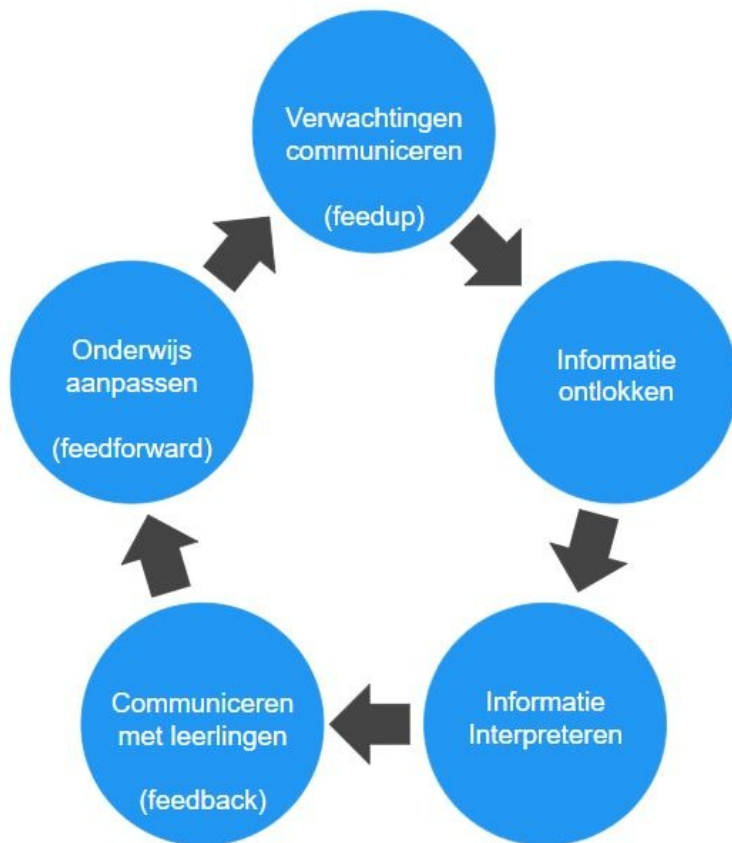 Verwachtingen
communiceren
(feedup)
Informatie
ontlokken
Informatie
Interpreteren
Communiceren
met leerlingen
(feedback)
Onderwijs
aanpassen
(feedforward)